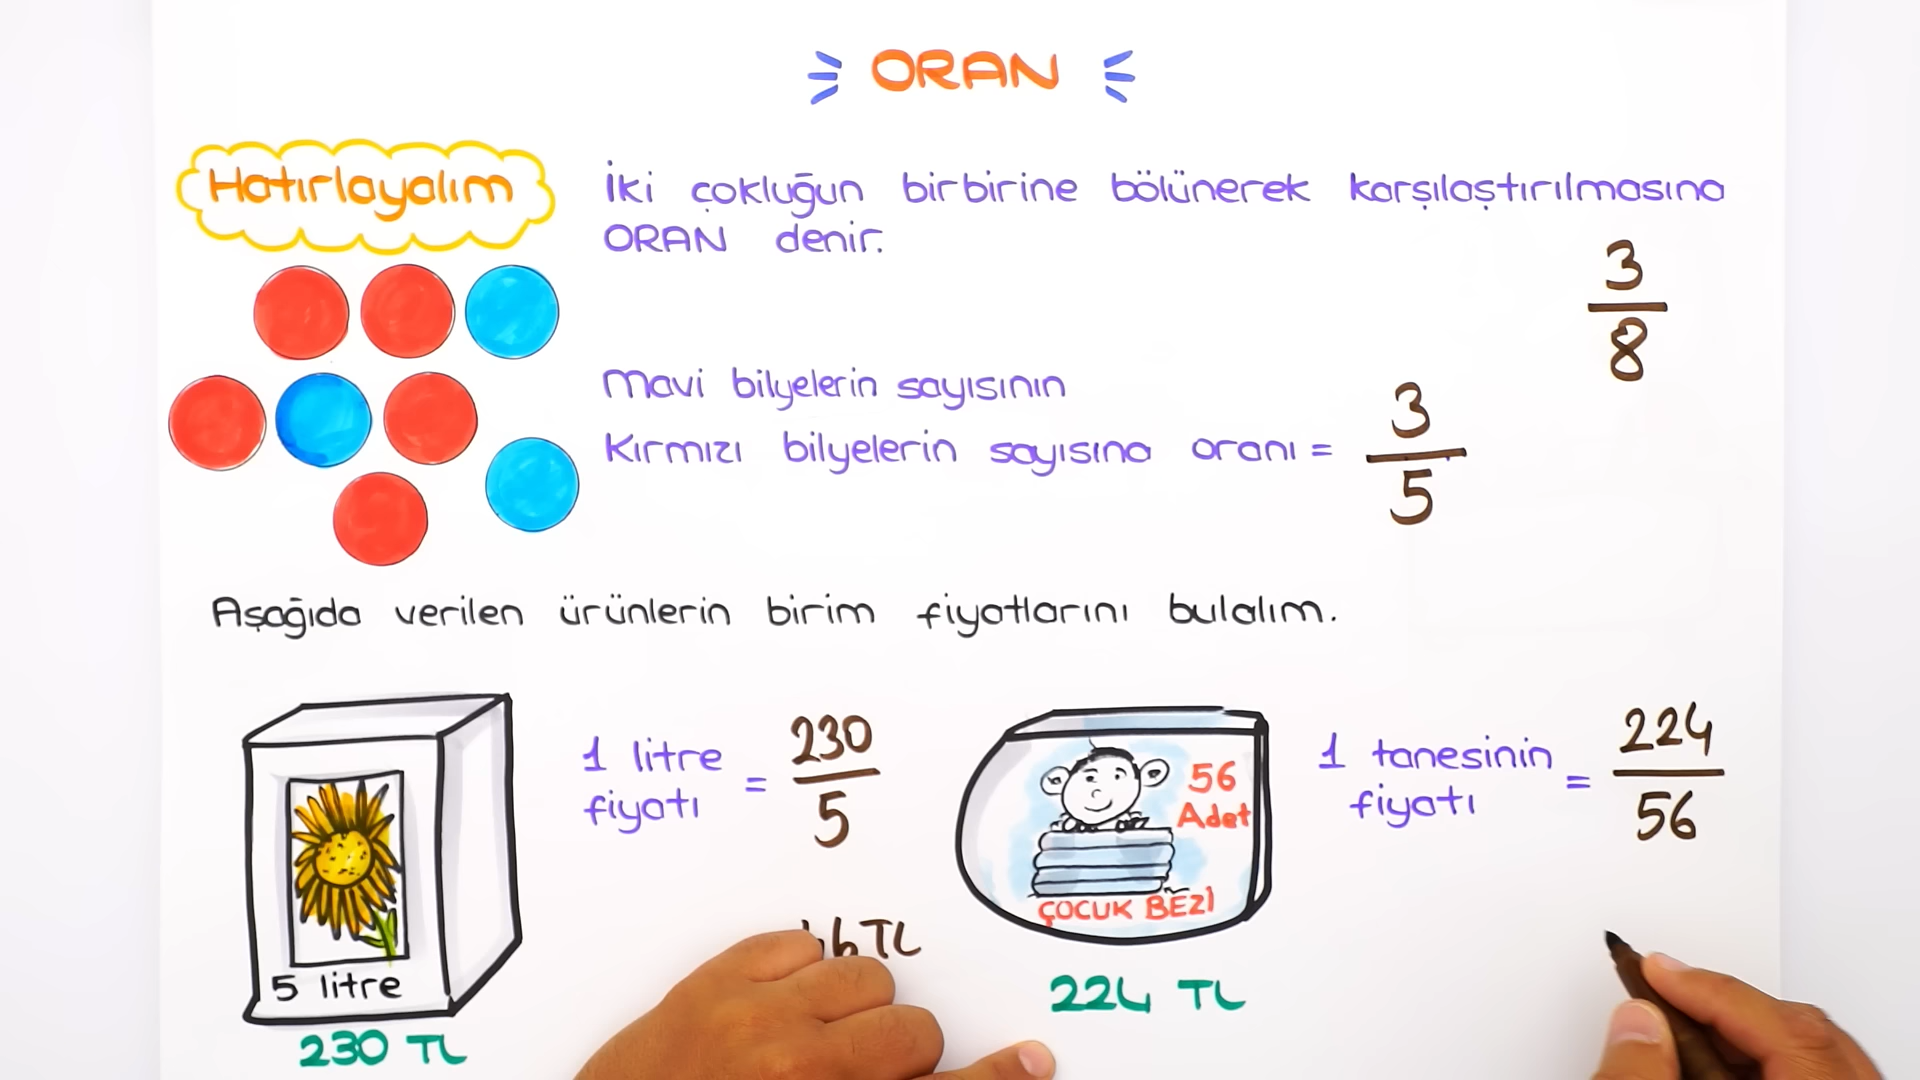 ORAN
Hatırlayalım
İki çokluğun birbirine bölünerek karşılaştırılmasına
ORAN denir.
3
8
Mavi bilyelerin sayısının
Kırmızı bilyelerin sayısına oranı =
3
5
Aşağıda verilen ürünlerin birim fiyatlarını bulalım.
5 litre
230 TL
1 litre
fiyatı =
230
5
TL
56
Adet
ÇOCUK BEZİ
224 TL
1 tanesinin
fiyatı =
224
56